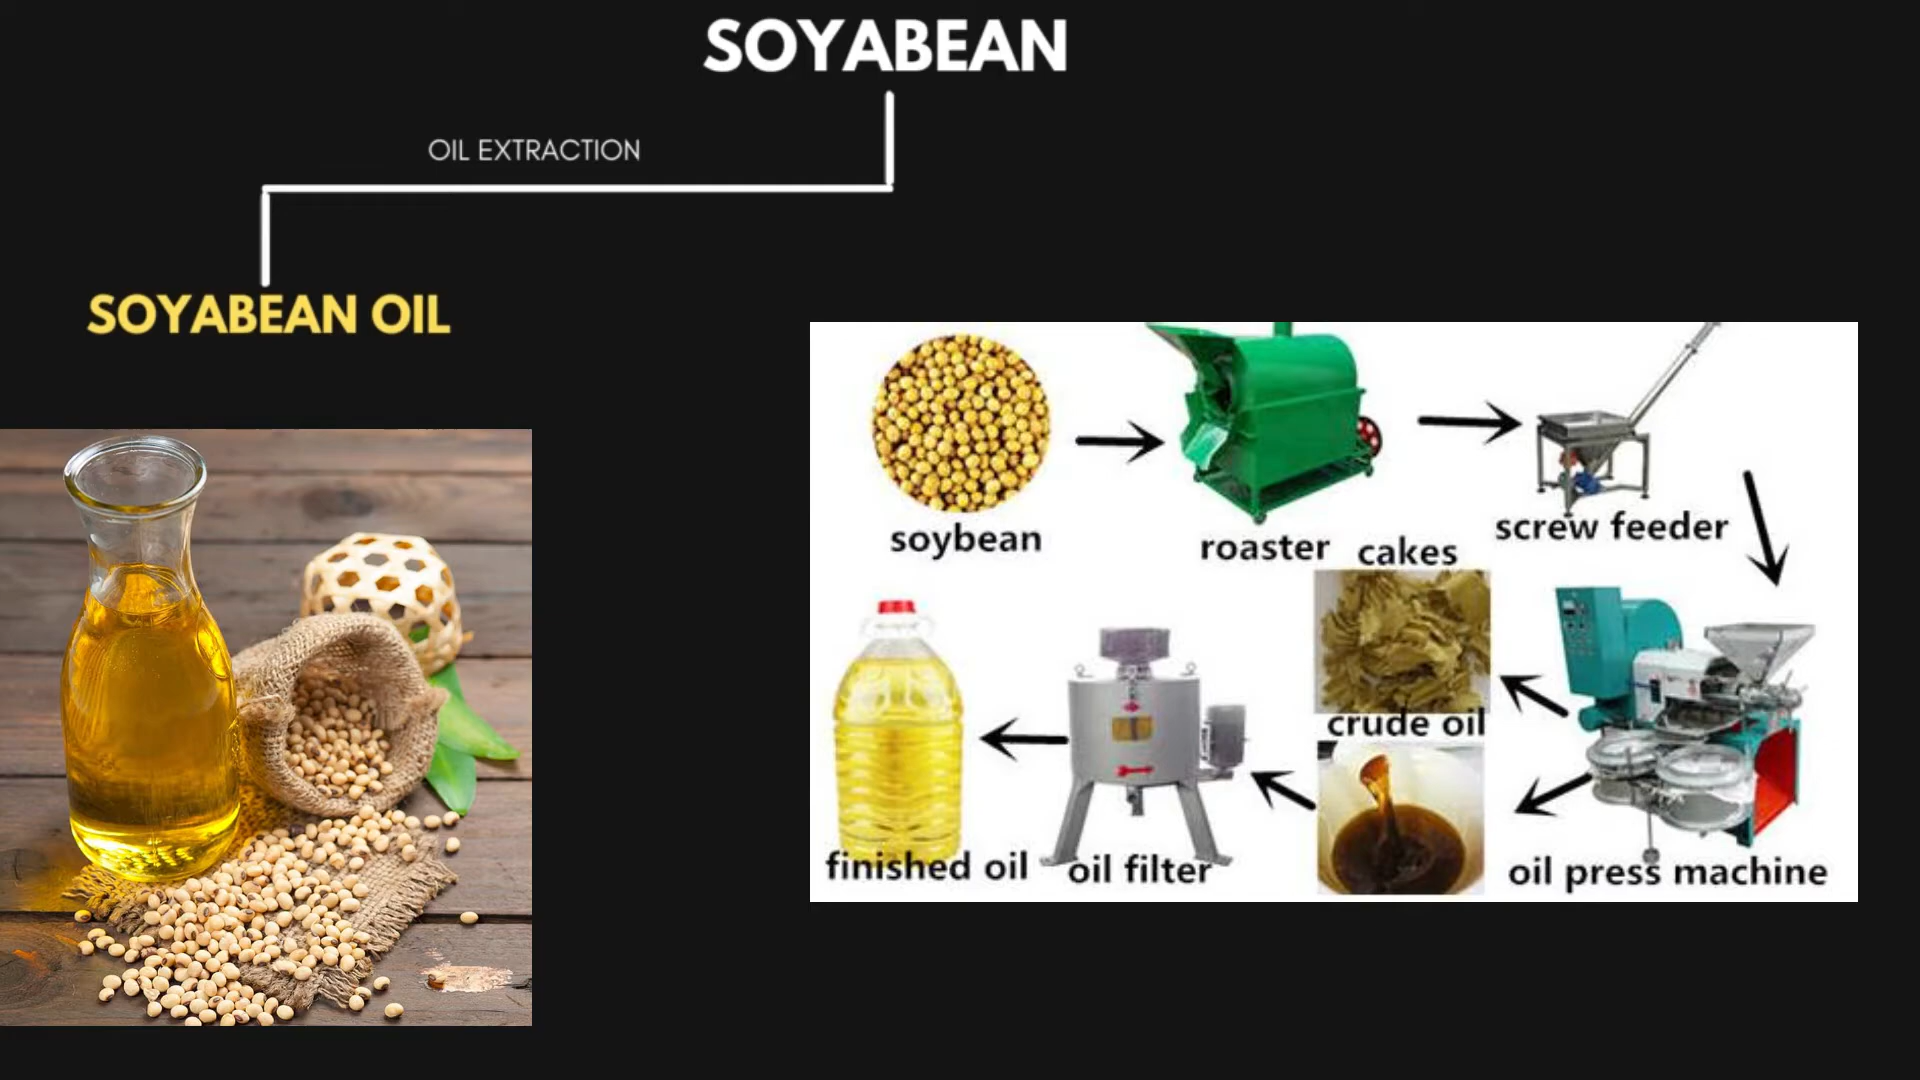 SOYABEAN
OIL EXTRACTION
SOYABEAN OIL
soybean
roaster
screw feeder
cakes
crude oil
finished oil
oil filter
oil press machine